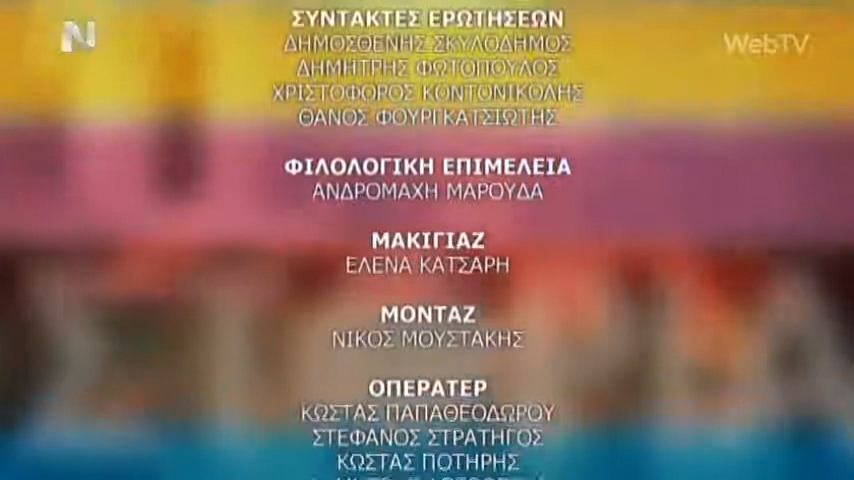 N
WebTV
ΣΥΝΤΑΚΤΕΣ ΕΡΩΤΗΣΕΩΝ
ΔΗΜΟΣΘΕΝΗΣ ΣΚΥΛΟΔΗΜΟΣ
ΔΗΜΗΤΡΗΣ ΦΩΤΟΠΟΥΛΟΣ
ΧΡΙΣΤΟΦΟΡΟΣ ΚΟΝΤΟΝΙΚΟΛΗΣ
ΘΑΝΟΣ ΦΟΥΡΓΚΑΤΣΙΩΤΗΣ
ΦΙΛΟΛΟΓΙΚΗ ΕΠΙΜΕΛΕΙΑ
ΑΝΔΡΟΜΑΧΗ ΜΑΡΟΥΔΑ
ΜΑΚΙΓΙΑΖ
ΕΛΕΝΑ ΚΑΤΣΑΡΗ
ΜΟΝΤΑΖ
ΝΙΚΟΣ ΜΟΥΣΤΑΚΗΣ
ΟΠΕΡΑΤΕΡ
ΚΩΣΤΑΣ ΠΑΠΑΘΕΟΔΩΡΟΥ
ΣΤΕΦΑΝΟΣ ΣΤΡΑΤΗΓΟΣ
ΚΩΣΤΑΣ ΠΟΤΗΡΗΣ